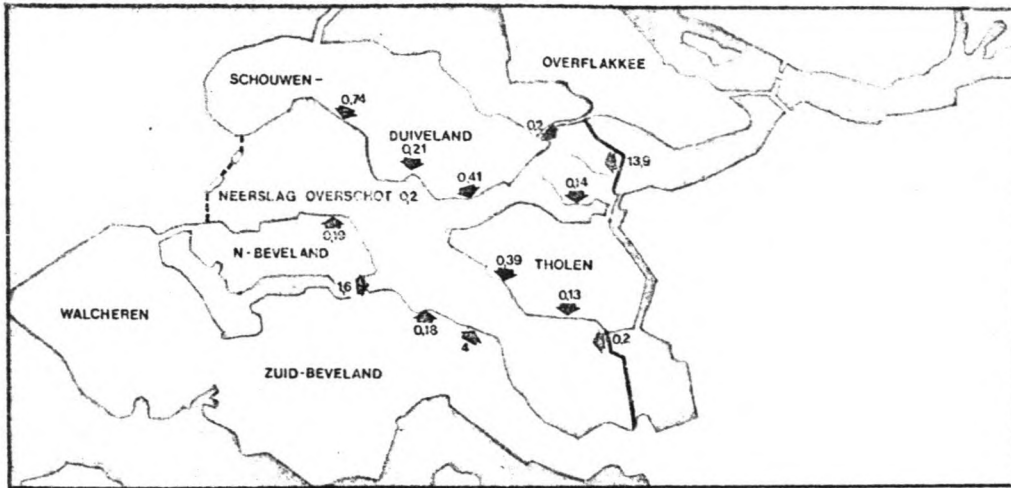 OVERFLAKKEE
SCHOUWEN-
0,74
DUIVELAND
0,2
0,21
13,9
0,41
0,14
NEERSLAG OVERSCHOT 0,2
0,19
N-BEVELAND
0,39
THOLEN
1,6
0,13
WALCHEREN
0,18
4
0,2
ZUID-BEVELAND